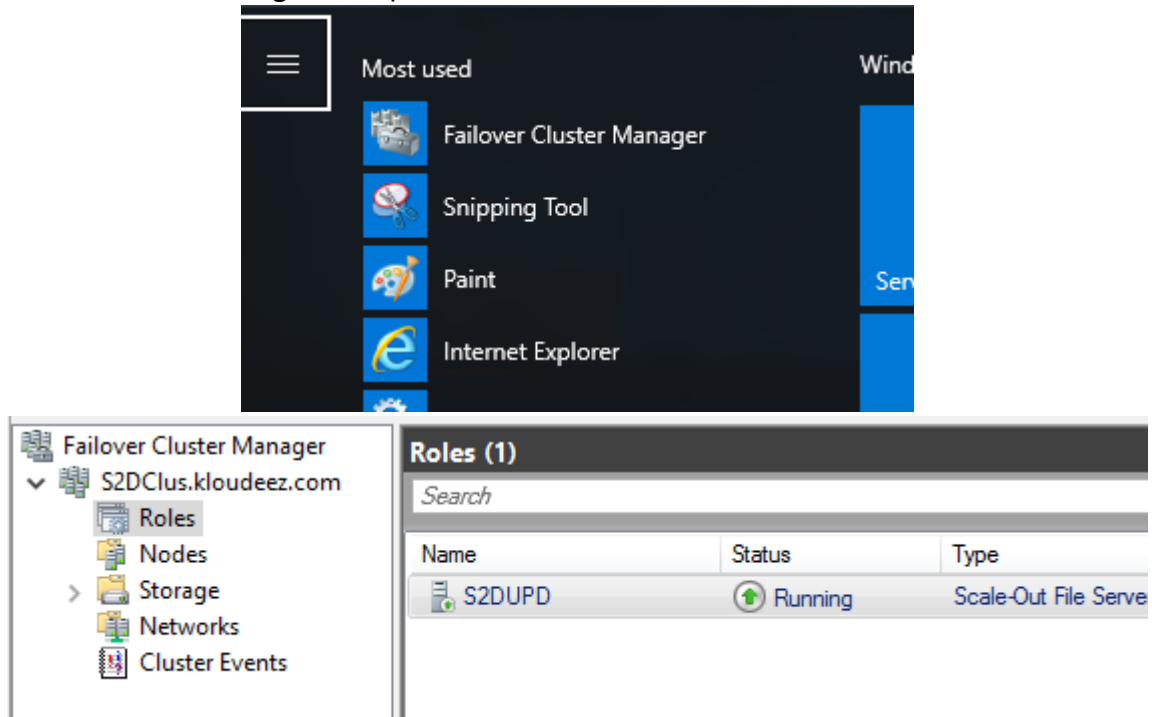 Most used
Wind
Failover Cluster Manager
Snipping Tool
Paint
Serv
Internet Explorer
Failover Cluster Manager
S2DClus.kloudeez.com
Roles
Nodes
Storage
Networks
Cluster Events
Roles (1)
Search
Name Status Type
S2DUPD Running Scale-Out File Serve